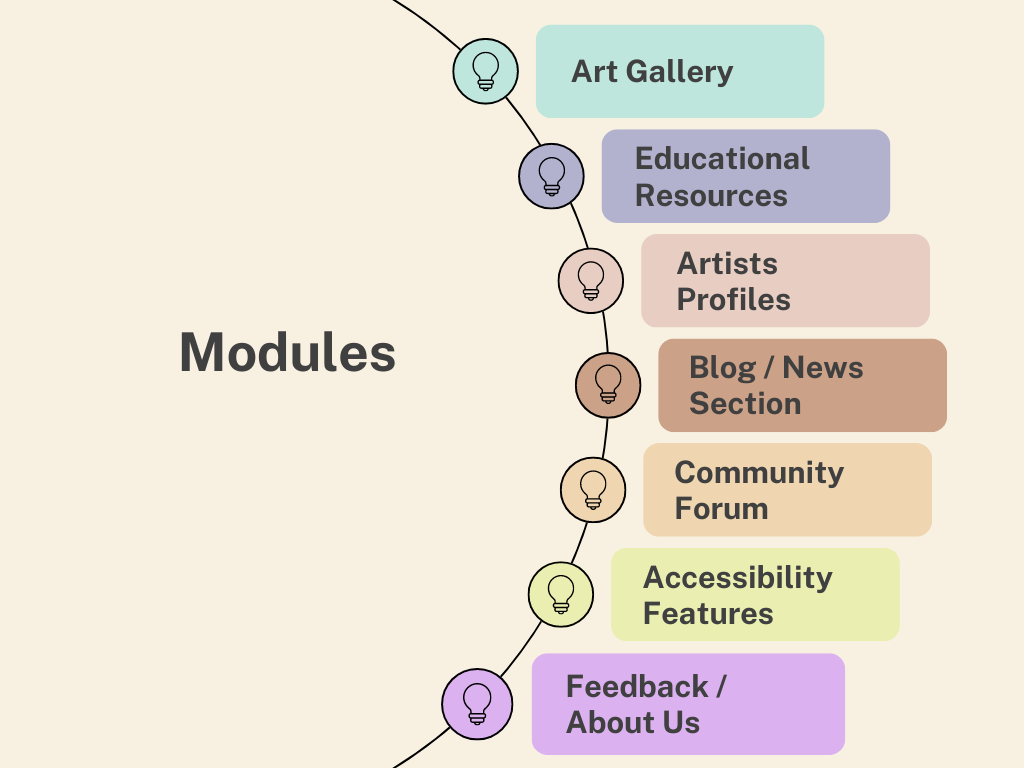 Modules
Art Gallery
Educational
Resources
Artists
Profiles
Blog / News
Section
Community
Forum
Accessibility
Features
Feedback /
About Us